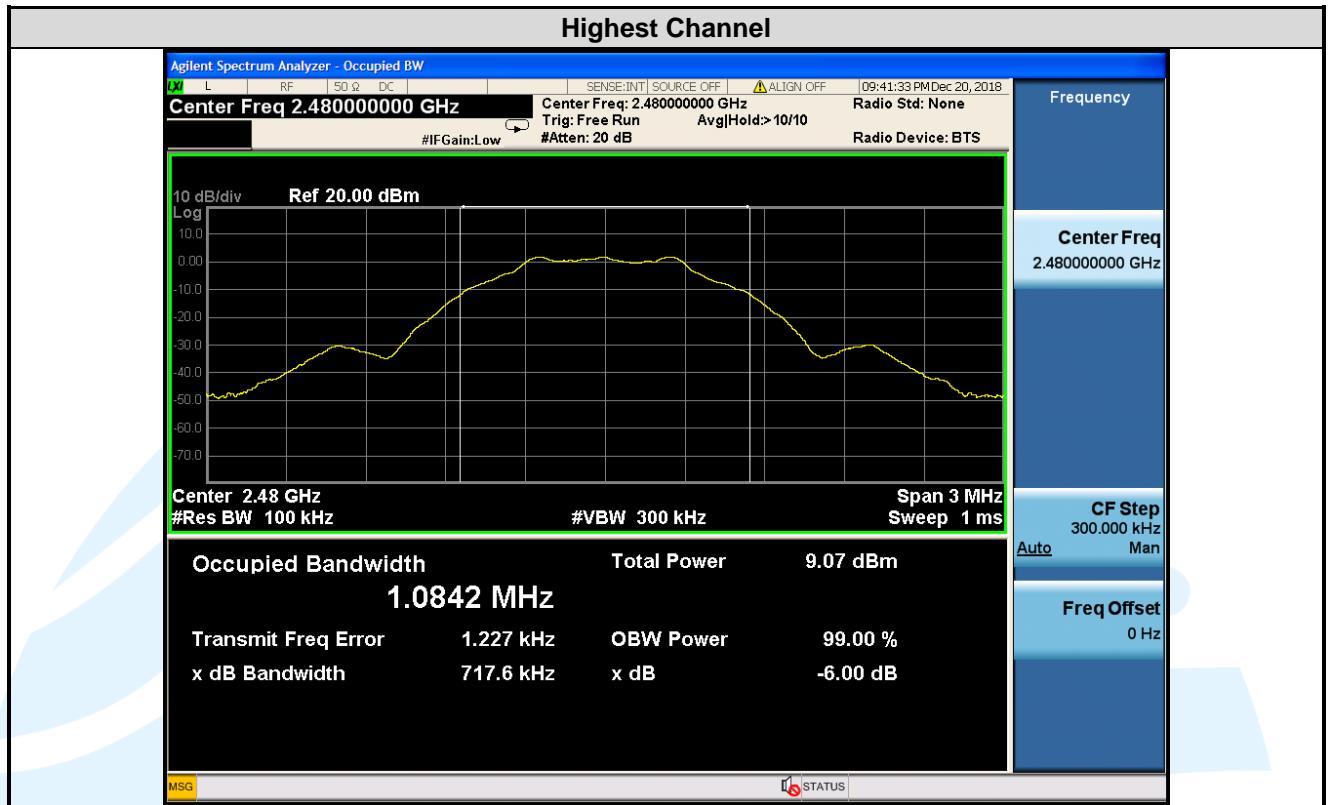 Highest Channel
Agilent Spectrum Analyzer - Occupied BW
LXI L RF 50 Ω DC SENSE:INT SOURCE OFF ALIGN OFF 09:41:33 PM Dec 20, 2018
Center Freq 2.480000000 GHz
Center Freq: 2.480000000 GHz
Radio Std: None
Trig: Free Run Avg|Hold:>10/10
#IFGain:Low
#Atten: 20 dB
Radio Device: BTS
Frequency
10 dB/div Ref 20.00 dBm
Log
10.0
0.00
-10.0
-20.0
-30.0
-40.0
-50.0
-60.0
-70.0
Center 2.48 GHz Span 3 MHz
#Res BW 100 kHz #VBW 300 kHz Sweep 1 ms
Center Freq
2.480000000 GHz
CF Step
300.000 kHz
Auto Man
Freq Offset
0 Hz
Occupied Bandwidth Total Power 9.07 dBm
1.0842 MHz
Transmit Freq Error 1.227 kHz OBW Power 99.00 %
x dB Bandwidth 717.6 kHz x dB -6.00 dB
MSG STATUS